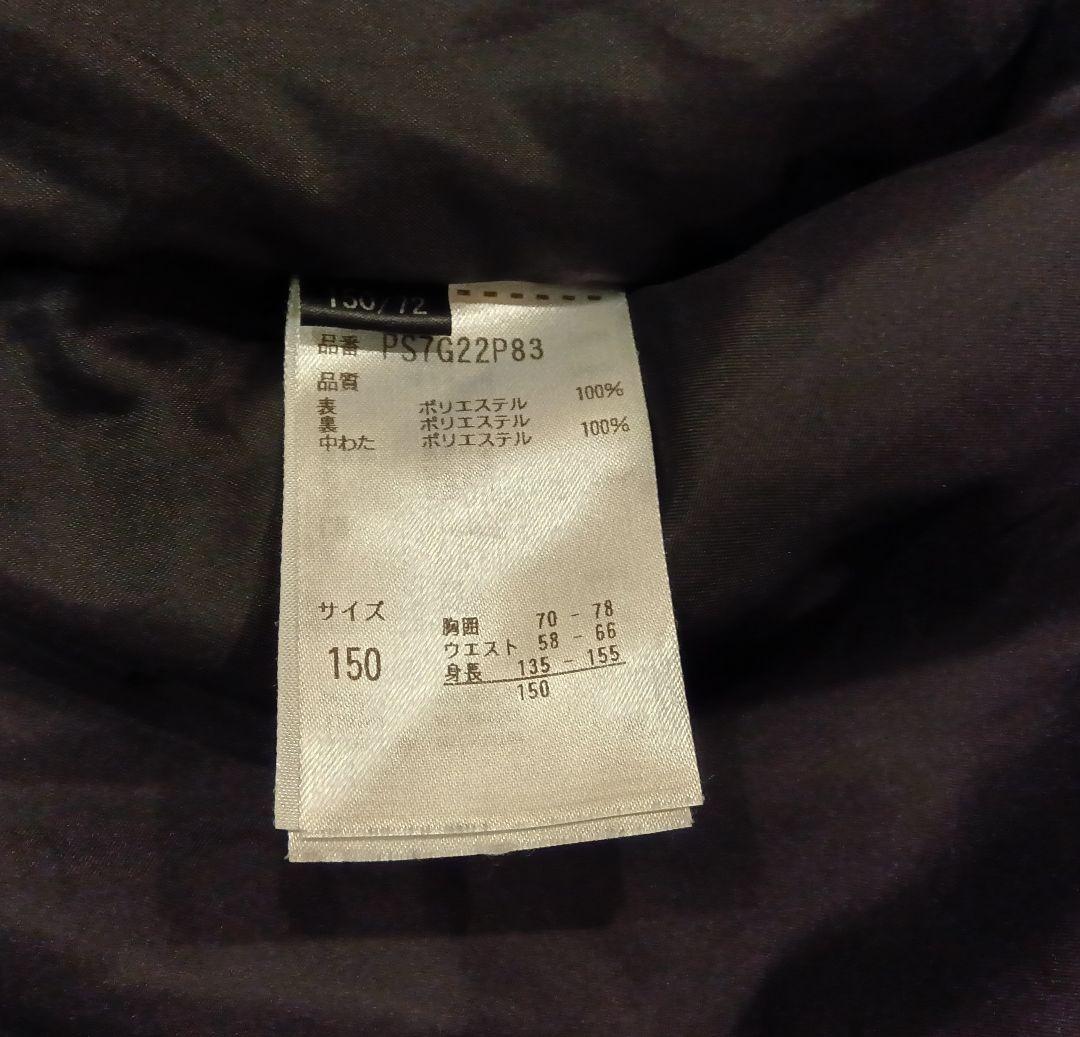 150/72
品番 PS7G22P83
品質
表 ポリエステル 100%
裏 ポリエステル
中わた ポリエステル 100%
サイズ
150
胸囲 70 - 78
ウエスト 58 - 66
身長 135 - 155
150